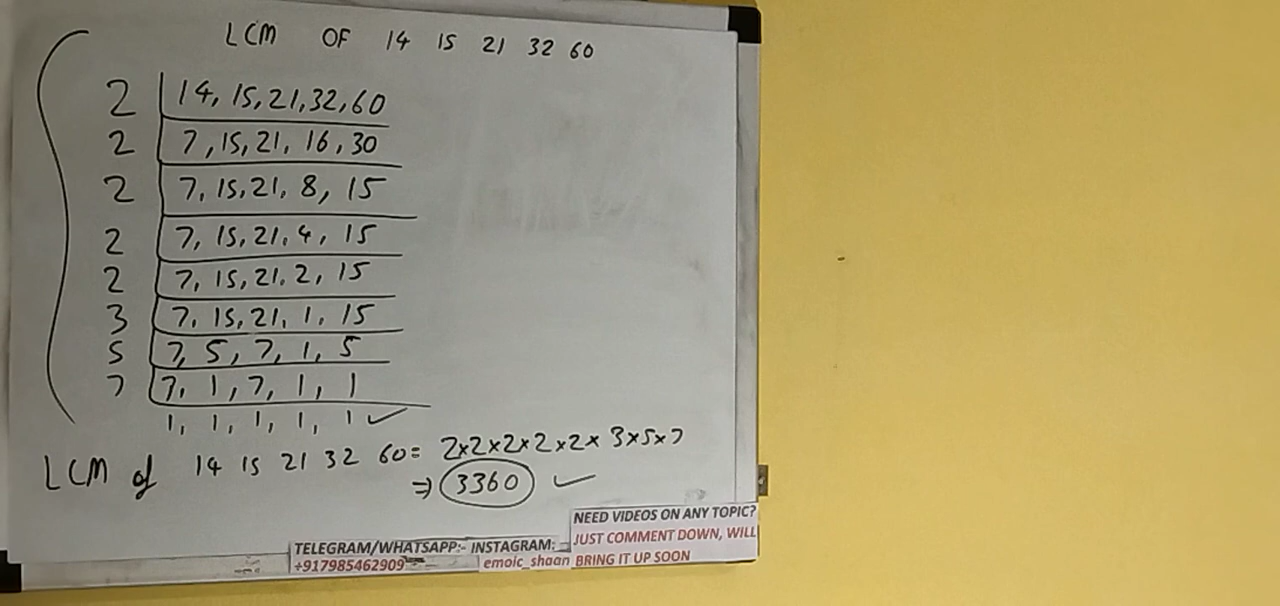 LCM OF 14 15 21 32 60
2 14, 15, 21, 32, 60
2 7, 15, 21, 16, 30
2 7, 15, 21, 8, 15
2 7, 15, 21, 4, 15
2 7, 15, 21, 2, 15
3 7, 15, 21, 1, 15
5 7, 5, 7, 1, 5
7 7, 1, 7, 1, 1
1, 1, 1, 1, 1 ✓
LCM of 14 15 21 32 60 = 2×2×2×2×2×3×5×7
⇒ 3360 ✓
NEED VIDEOS ON ANY TOPIC?
JUST COMMENT DOWN, WILL
BRING IT UP SOON
TELEGRAM/WHATSAPP:- INSTAGRAM:
+917985462909 emoic_shaan